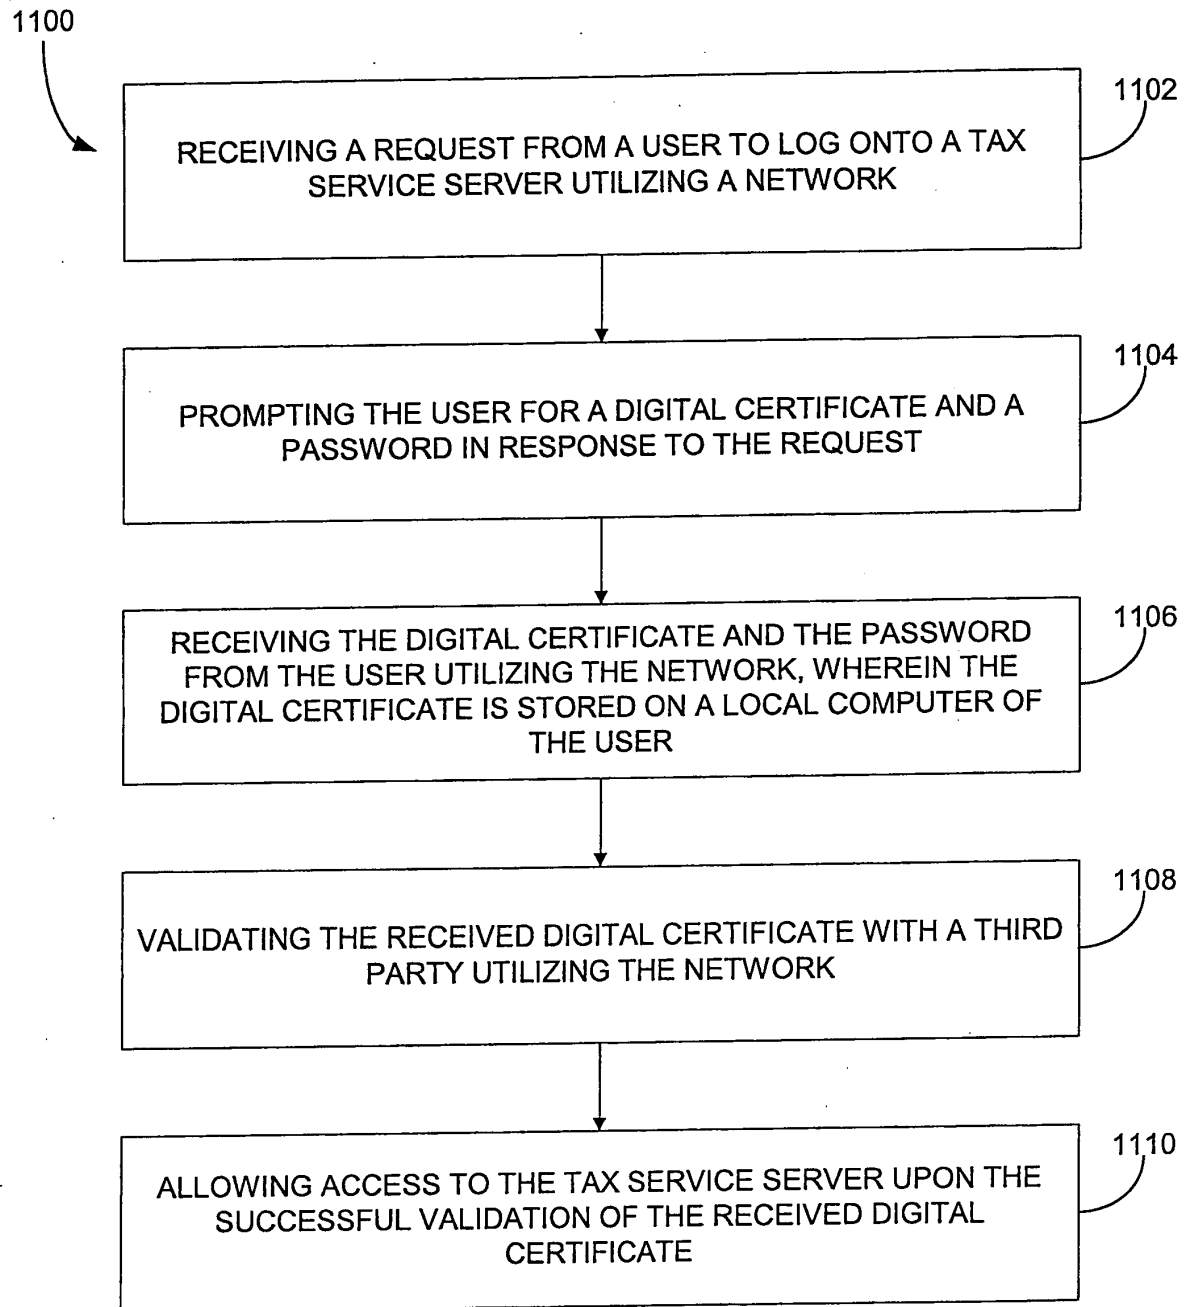 1100
1102
RECEIVING A REQUEST FROM A USER TO LOG ONTO A TAX
SERVICE SERVER UTILIZING A NETWORK
1104
PROMPTING THE USER FOR A DIGITAL CERTIFICATE AND A
PASSWORD IN RESPONSE TO THE REQUEST
1106
RECEIVING THE DIGITAL CERTIFICATE AND THE PASSWORD
FROM THE USER UTILIZING THE NETWORK, WHEREIN THE
DIGITAL CERTIFICATE IS STORED ON A LOCAL COMPUTER OF
THE USER
1108
VALIDATING THE RECEIVED DIGITAL CERTIFICATE WITH A THIRD
PARTY UTILIZING THE NETWORK
1110
ALLOWING ACCESS TO THE TAX SERVICE SERVER UPON THE
SUCCESSFUL VALIDATION OF THE RECEIVED DIGITAL
CERTIFICATE